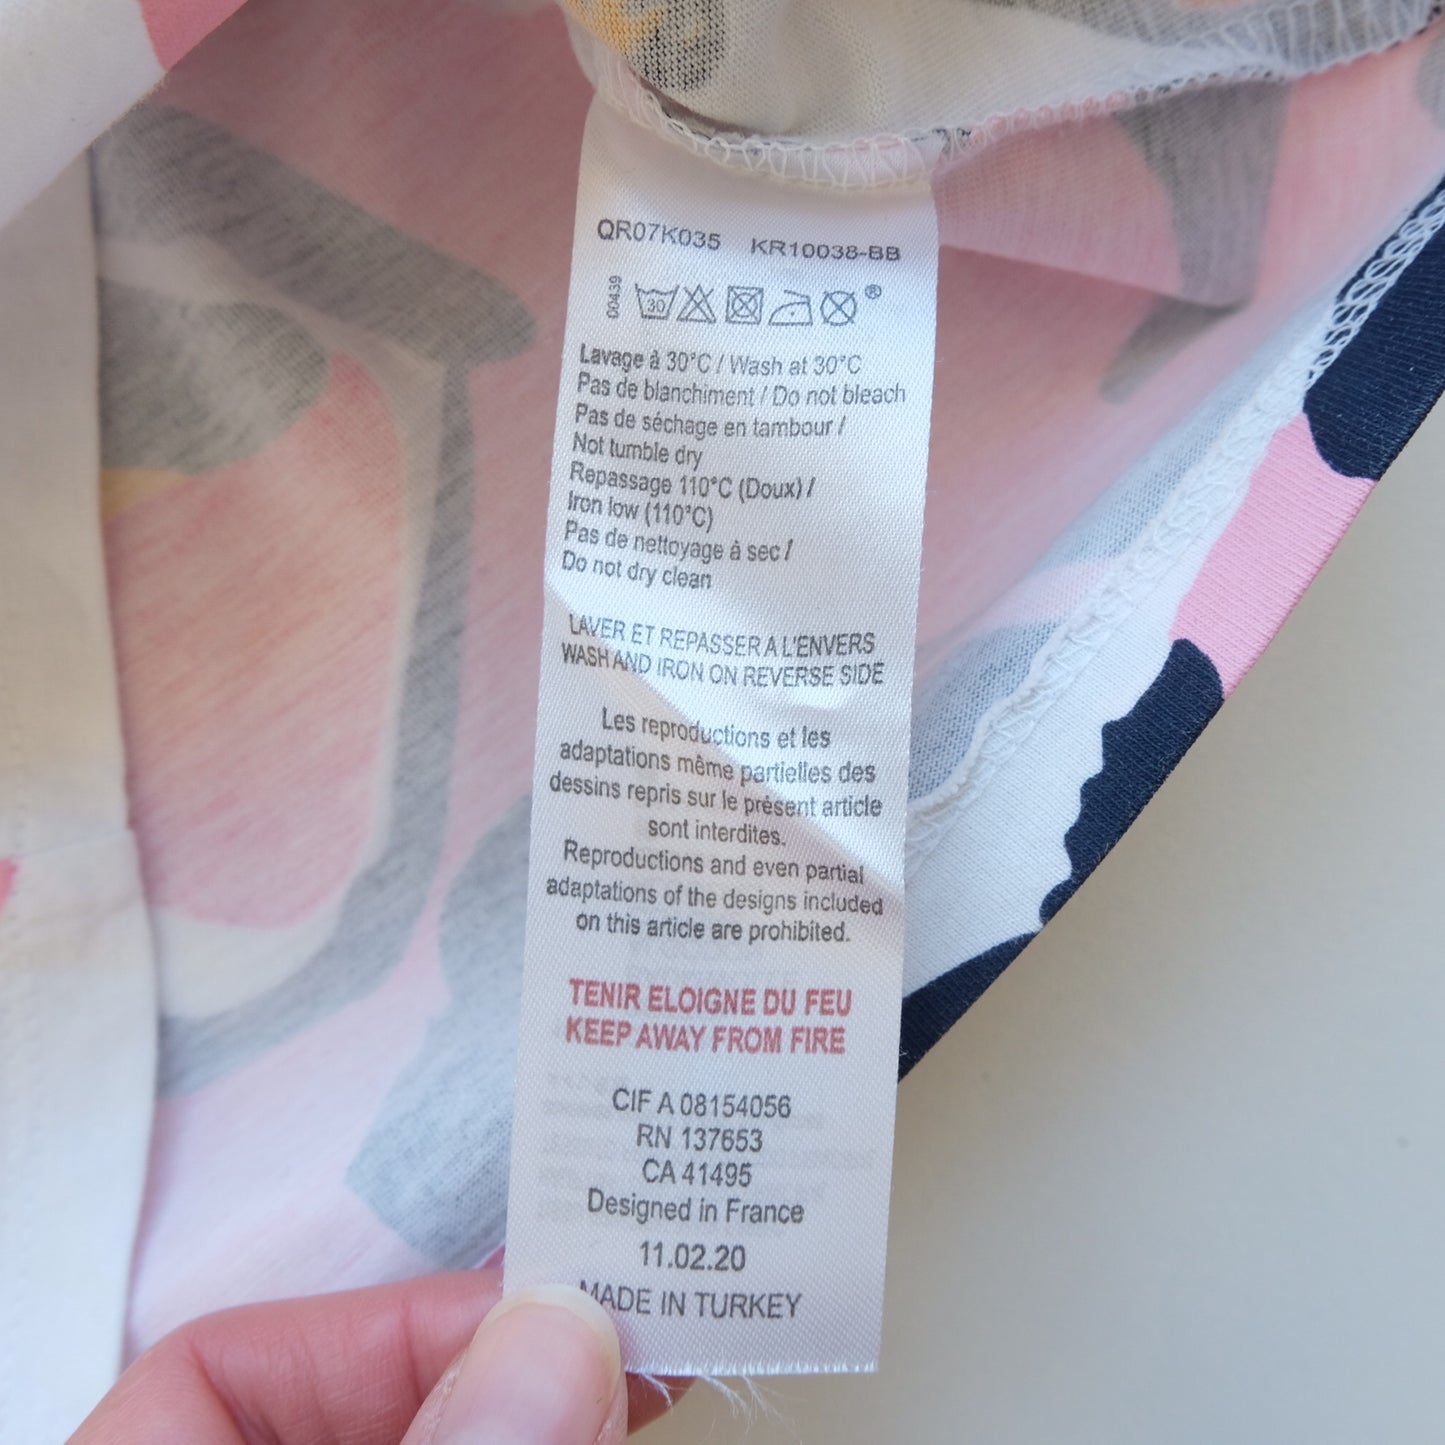 QR07K035 KR10038-BB
00439
30 ®
Lavage à 30°C / Wash at 30°C
Pas de blanchiment / Do not bleach
Pas de séchage en tambour /
Not tumble dry
Repassage 110°C (Doux) /
Iron low (110°C)
Pas de nettoyage à sec /
Do not dry clean
LAVER ET REPASSER A L'ENVERS
WASH AND IRON ON REVERSE SIDE
Les reproductions et les
adaptations même partielles des
dessins repris sur le présent article
sont interdites.
Reproductions and even partial
adaptations of the designs included
on this article are prohibited.
TENIR ELOIGNE DU FEU
KEEP AWAY FROM FIRE
CIF A 08154056
RN 137653
CA 41495
Designed in France
11.02.20
MADE IN TURKEY